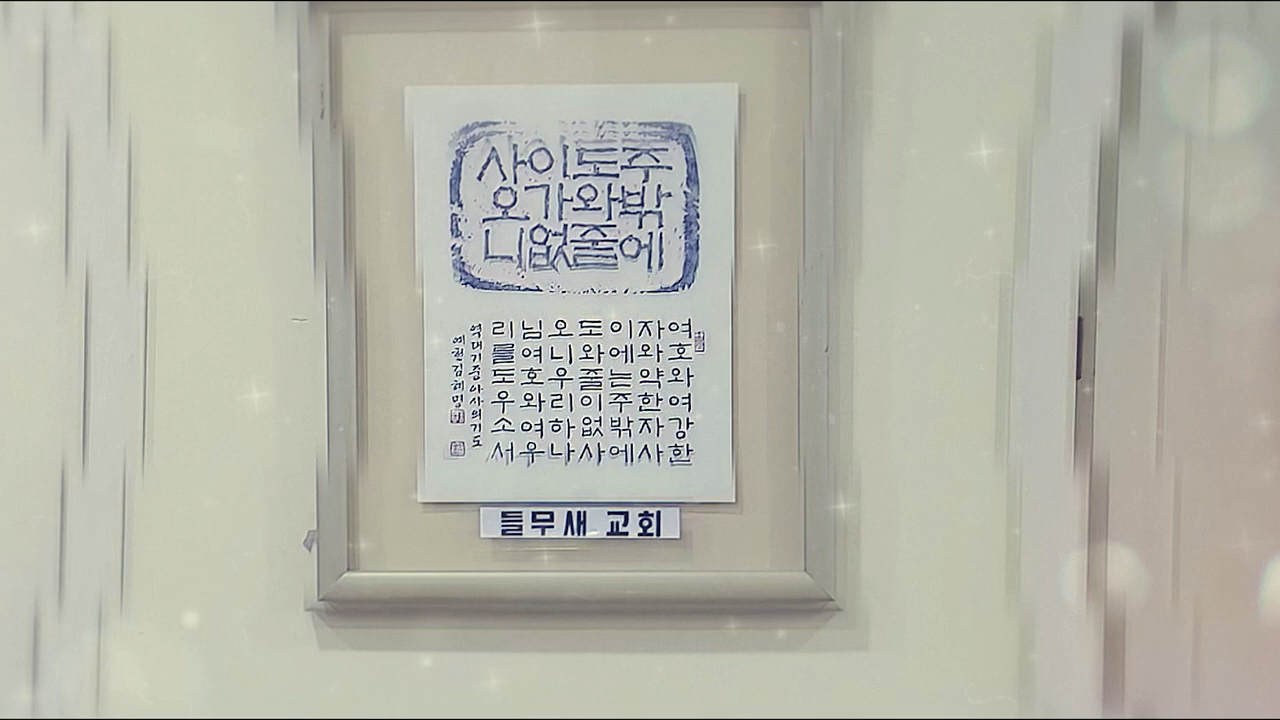 주밖에
도와줄
이가없
사오니
여호와여강한
자와약한자사
이에는주밖에
도와줄이없사
오니우리하나
님여호와여우
리를도우소서
역대기중 아사의기도
들무새 교회